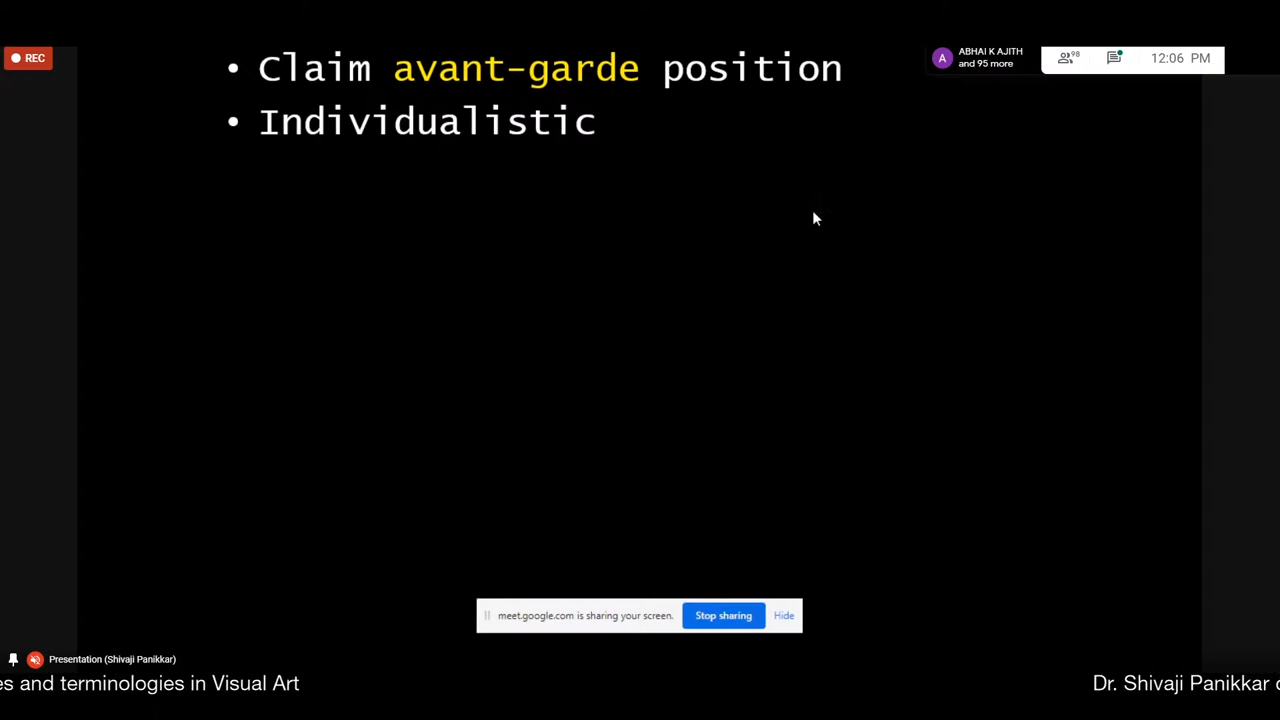 REC
• Claim avant-garde position
• Individualistic
A
ABHAI K AJITH
and 95 more
98
12:06 PM
meet.google.com is sharing your screen.
Stop sharing
Hide
Presentation (Shivaji Panikkar)
es and terminologies in Visual Art
Dr. Shivaji Panikkar